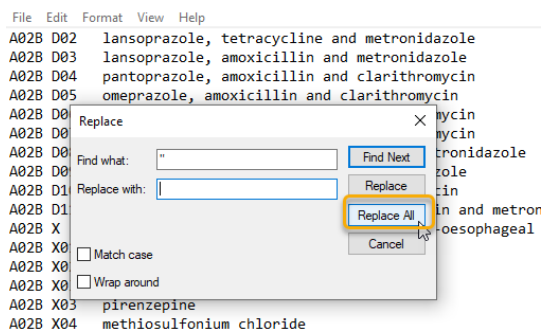 File Edit Format View Help
A02B D02 lansoprazole, tetracycline and metronidazole
A02B D03 lansoprazole, amoxicillin and metronidazole
A02B D04 pantoprazole, amoxicillin and clarithromycin
A02B D05 omeprazole, amoxicillin and clarithromycin
A02B D0
A02B D0
A02B D0
A02B D0
A02B D1
A02B D1
A02B X
A02B X0
A02B X0
A02B X0
A02B X03 pirenzepine
A02B X04 methiosulfonium chloride
Replace
Find what: "
Find Next
Replace with:
Replace
Replace All
Cancel
Match case
Wrap around
mycin
mycin
tronidazole
zole
cin
in and metron
-oesophageal